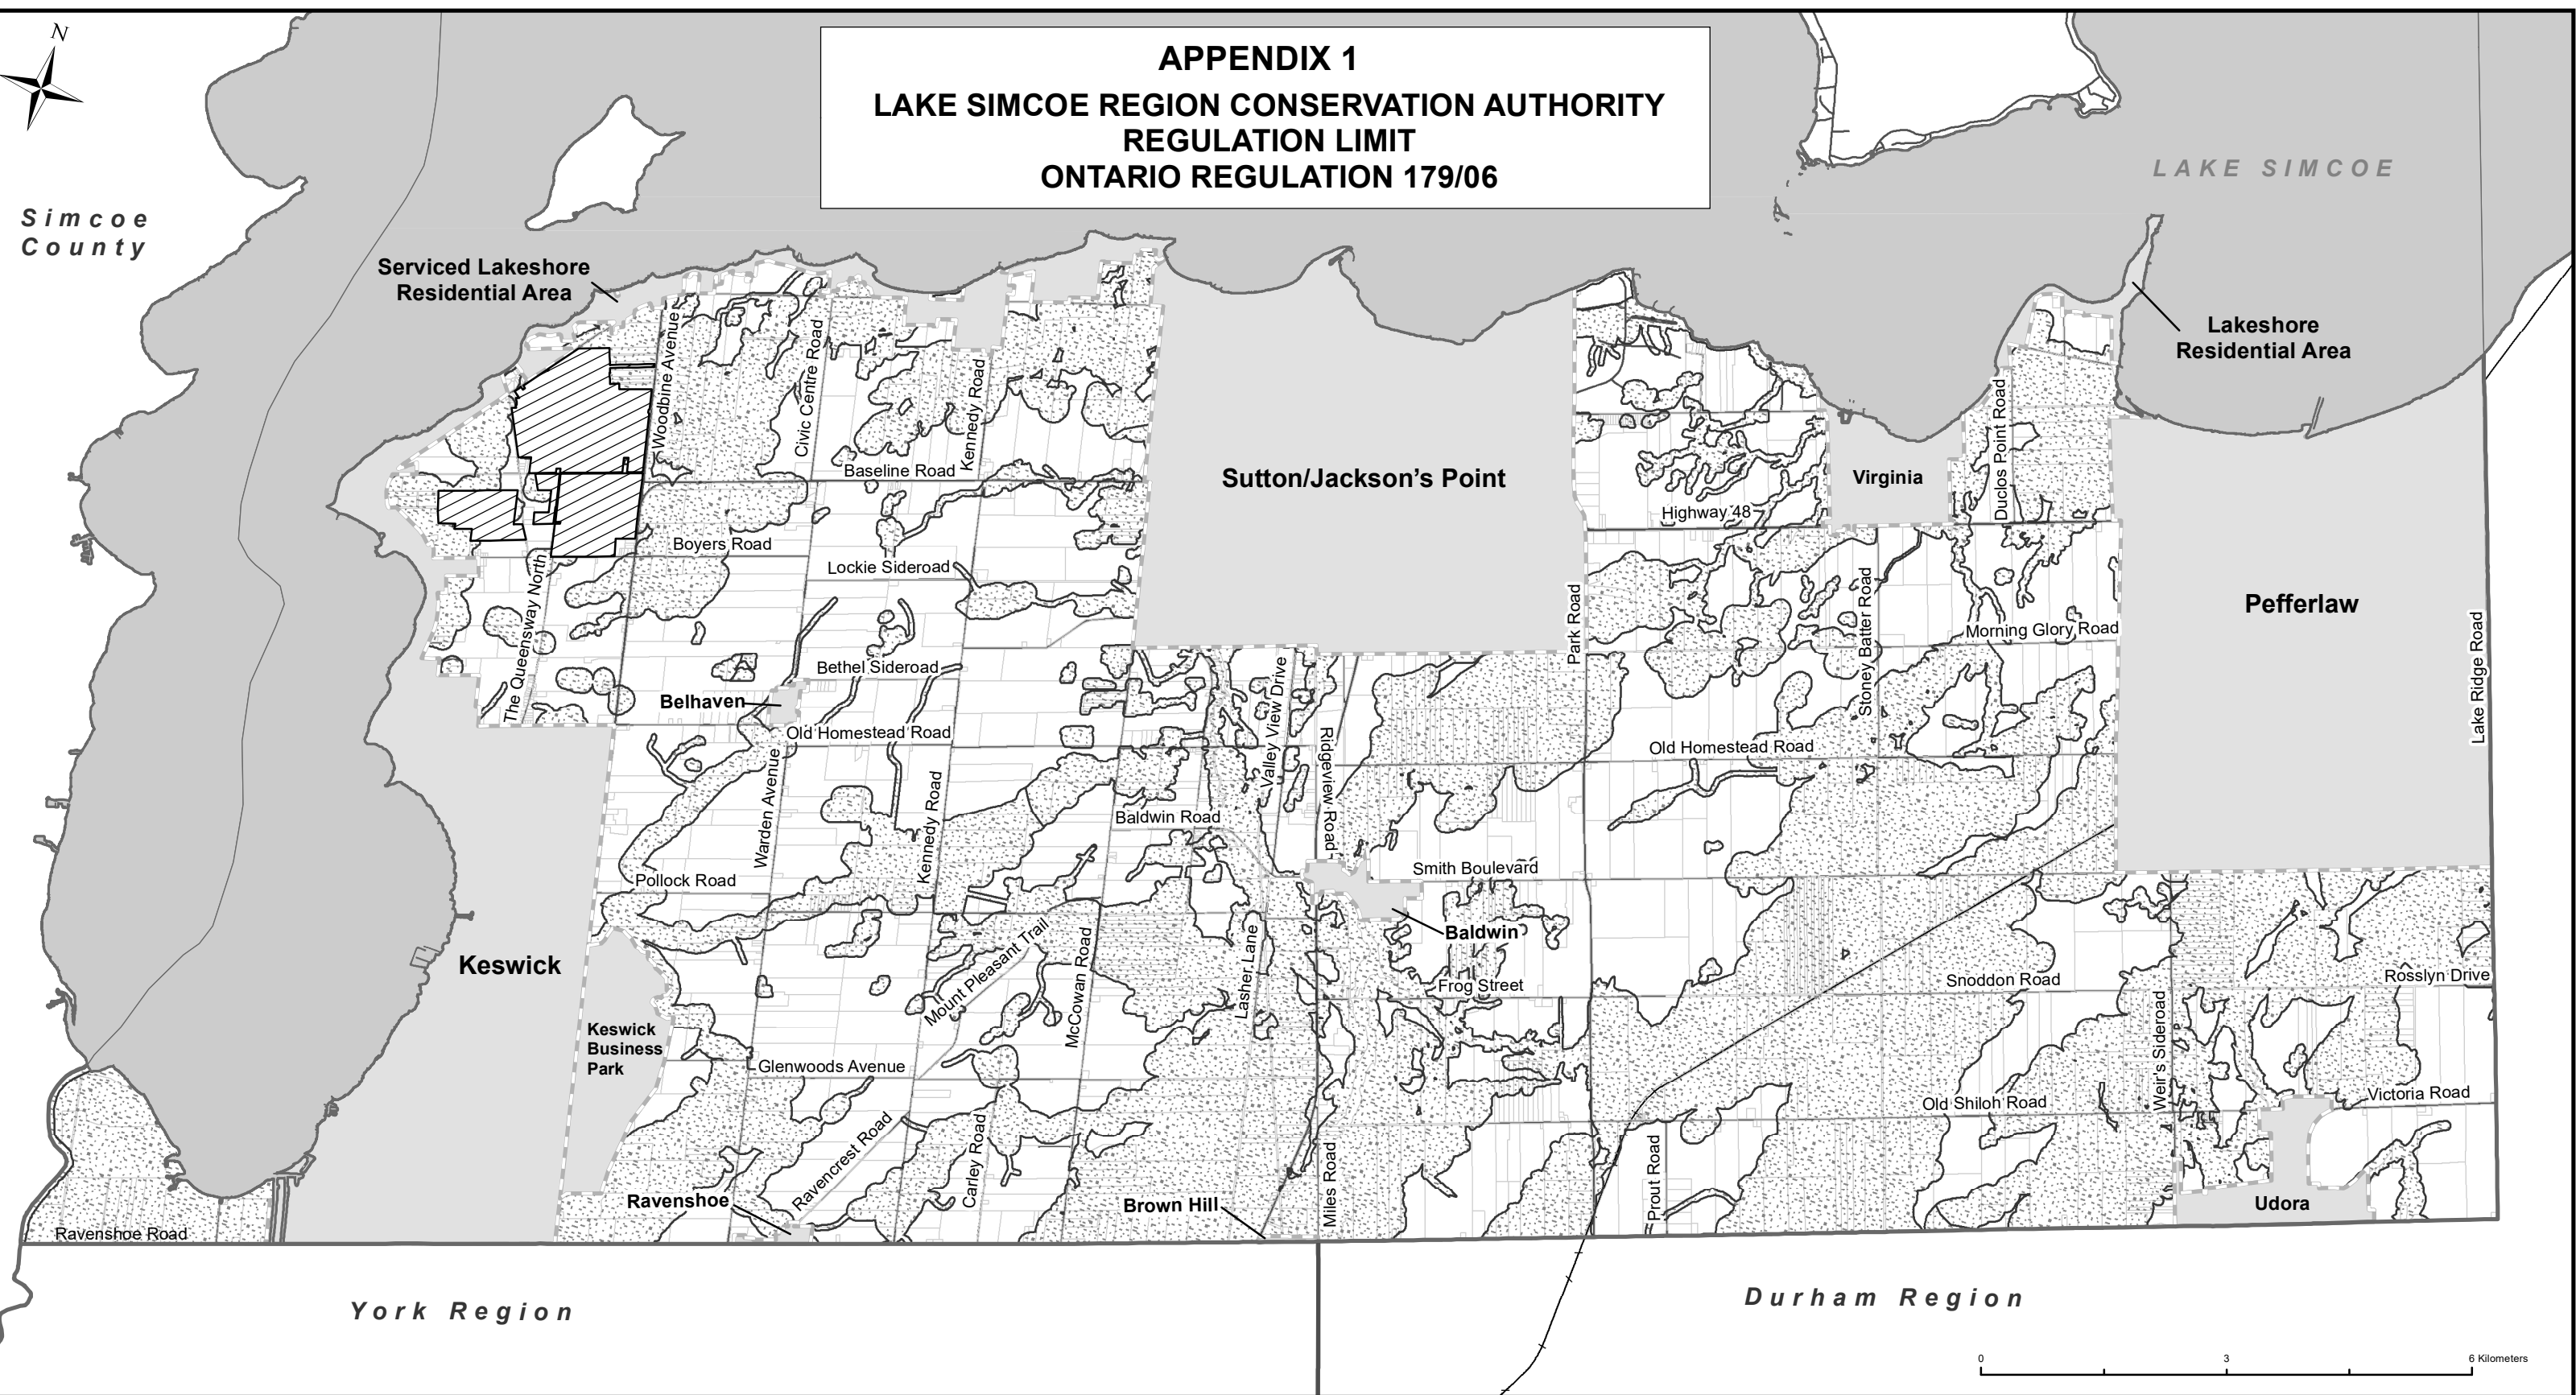 N
APPENDIX 1
LAKE SIMCOE REGION CONSERVATION AUTHORITY
REGULATION LIMIT
ONTARIO REGULATION 179/06
LAKE SIMCOE
Simcoe
County
Serviced Lakeshore
Residential Area
Lakeshore
Residential Area
Woodbine Avenue
Civic Centre Road
Kennedy Road
Baseline Road
Sutton/Jackson's Point
Virginia
Duclos Point Road
Highway 48
Boyers Road
Lockie Sideroad
The Queensway North
Park Road
Stoney Batter Road
Morning Glory Road
Pefferlaw
Lake Ridge Road
Bethel Sideroad
Belhaven
Old Homestead Road
Valley View Drive
Ridgeview Road
Old Homestead Road
Warden Avenue
Kennedy Road
Baldwin Road
Pollock Road
Smith Boulevard
Baldwin
Mount Pleasant Trail
McCowan Road
Lasher Lane
Keswick
Frog Street
Snoddon Road
Rosslyn Drive
Keswick
Business
Park
Glenwoods Avenue
Weir's Sideroad
Old Shiloh Road
Victoria Road
Ravencrest Road
Carley Road
Miles Road
Prout Road
Ravenshoe
Brown Hill
Udora
Ravenshoe Road
York Region
Durham Region
0
3
6 Kilometers